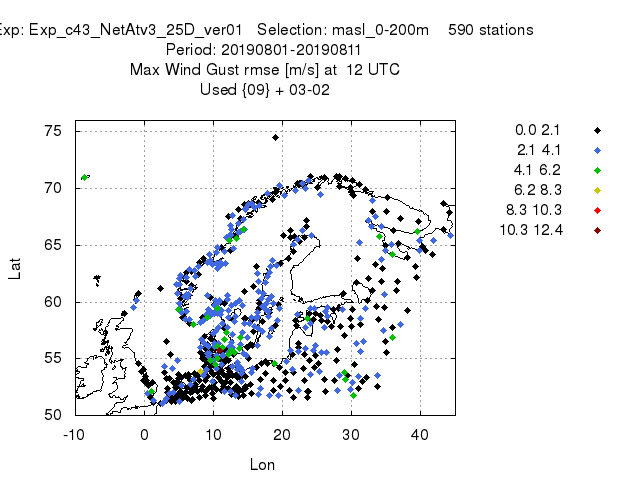 Exp: Exp_c43_NetAtv3_25D_ver01 Selection: masl_0-200m 590 stations
Period: 20190801-20190811
Max Wind Gust rmse [m/s] at 12 UTC
Used {09} + 03-02
75
70
65
60
55
50
Lat
-10 0 10 20 30 40
Lon
0.0 2.1
2.1 4.1
4.1 6.2
6.2 8.3
8.3 10.3
10.3 12.4